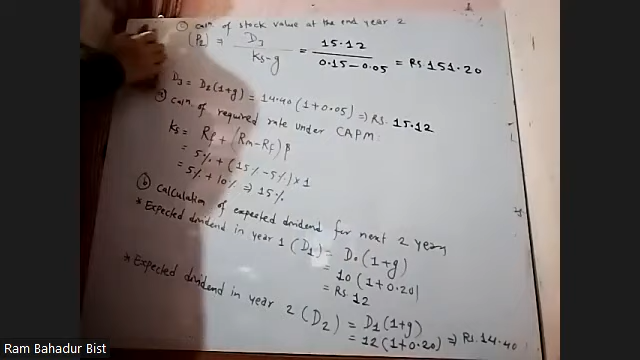 © Caln. of stock value at the end year 2
(P2) = D3 / Ks-g = 15.12 / 0.15-0.05 = Rs. 151.20
D3 = D2(1+g) = 14.40 (1+0.05) ⇒ Rs. 15.12
ⓐ caln. of required rate under CAPM:
Ks = Rf + (Rm-Rf) β
= 5% + (15% - 5%) × 1
= 5% + 10% ⇒ 15%
ⓑ Calculation of expected dividend for next 2 years
* Expected dividend in year 1 (D1) = D0 (1+g)
= 10 (1+0.20)
= Rs. 12
* Expected dividend in year 2 (D2) = D1 (1+g)
= 12 (1+0.20) ⇒ Rs. 14.40
Ram Bahadur Bist